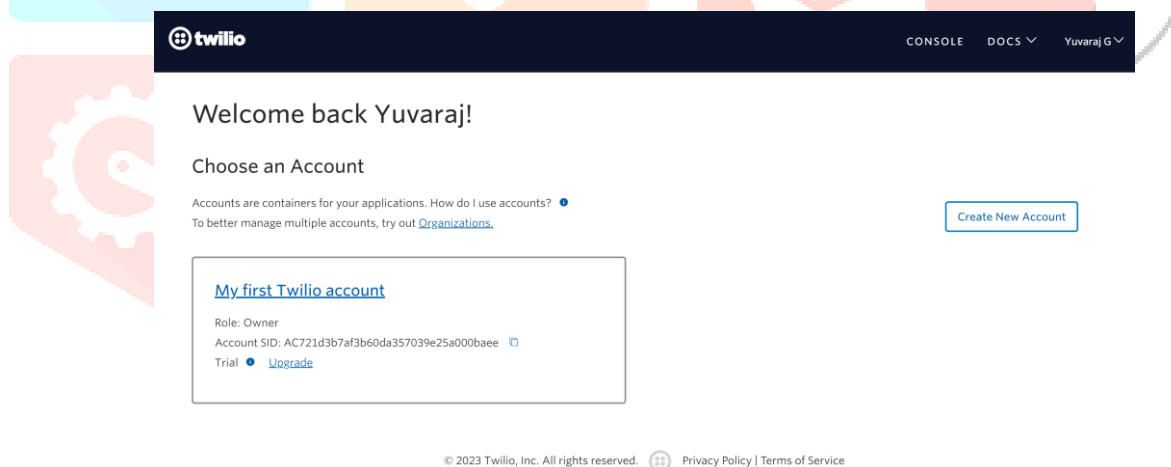 twilio
CONSOLE DOCS Yuvaraj G
Welcome back Yuvaraj!
Choose an Account
Accounts are containers for your applications. How do I use accounts?
To better manage multiple accounts, try out Organizations.
Create New Account
My first Twilio account
Role: Owner
Account SID: AC721d3b7af3b60da357039e25a000baee
Trial Upgrade
© 2023 Twilio, Inc. All rights reserved. Privacy Policy | Terms of Service